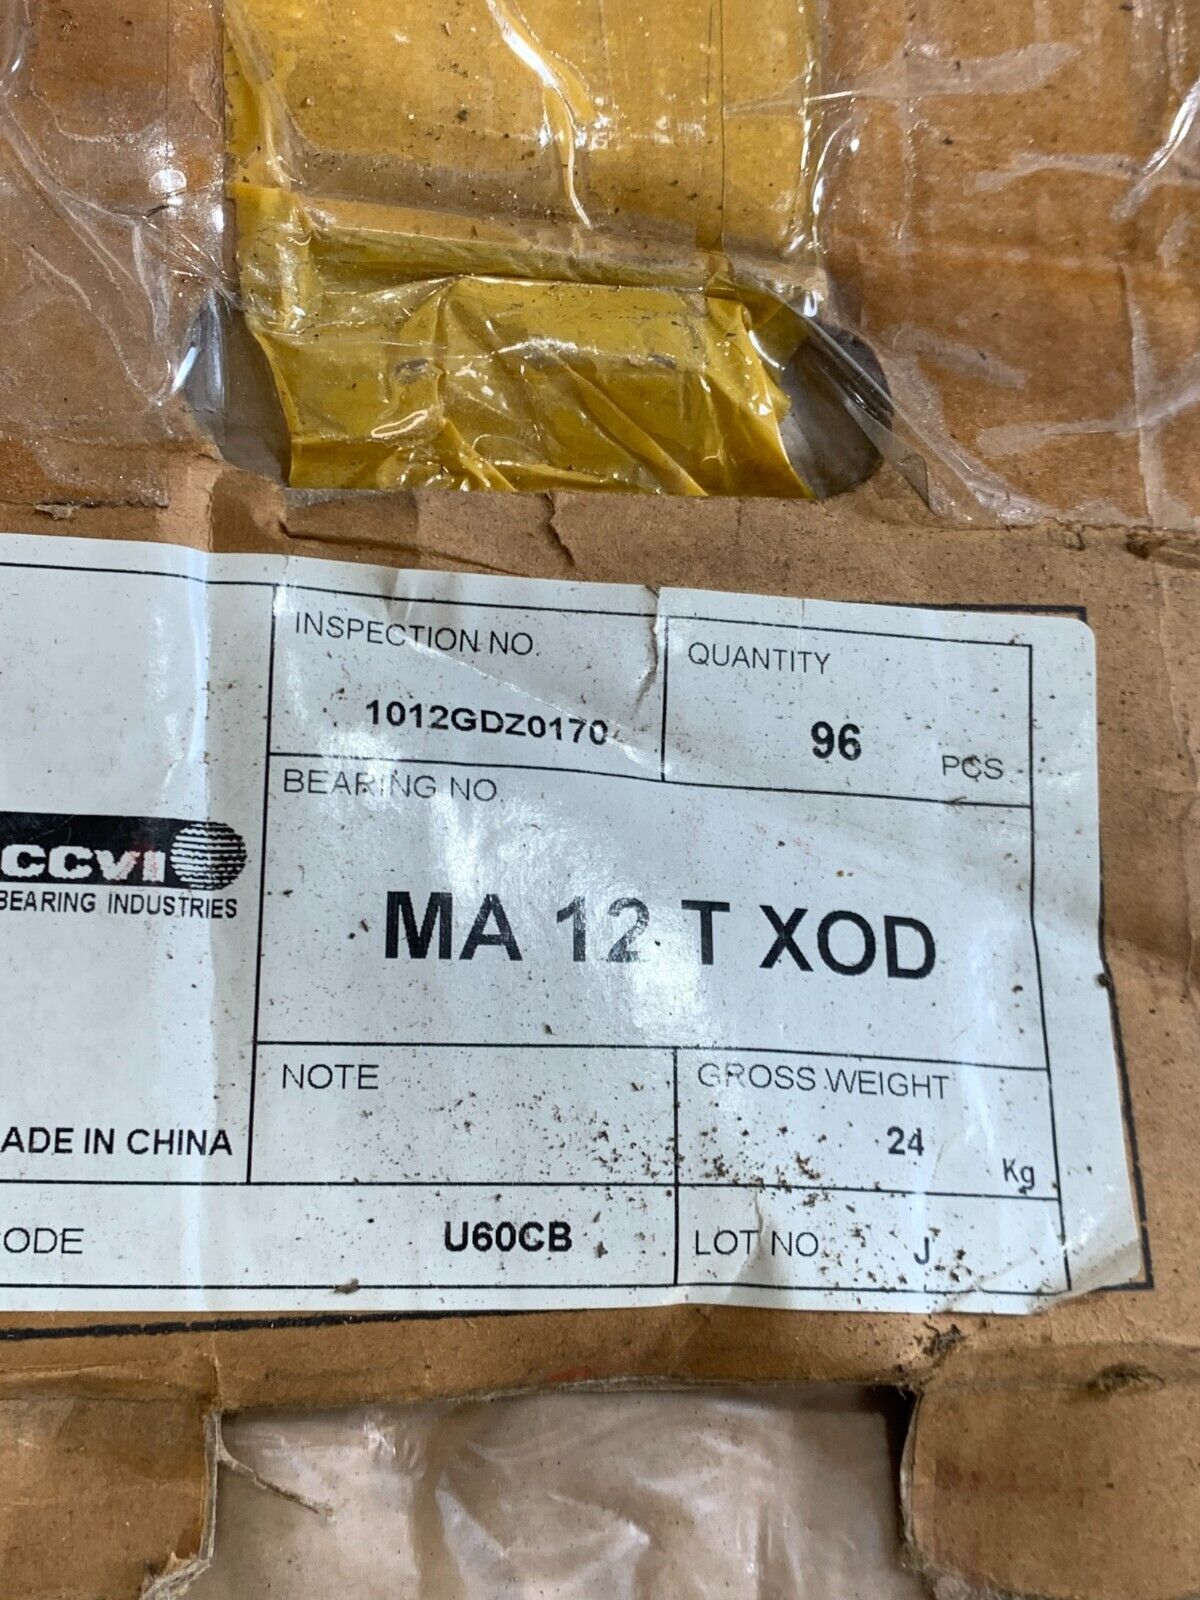 INSPECTION NO. QUANTITY
1012GDZ0170 96 PCS
BEARING NO.
CCVI
BEARING INDUSTRIES
MA 12 T XOD
NOTE GROSS WEIGHT
ADE IN CHINA 24 Kg
ODE U60CB LOT NO. J